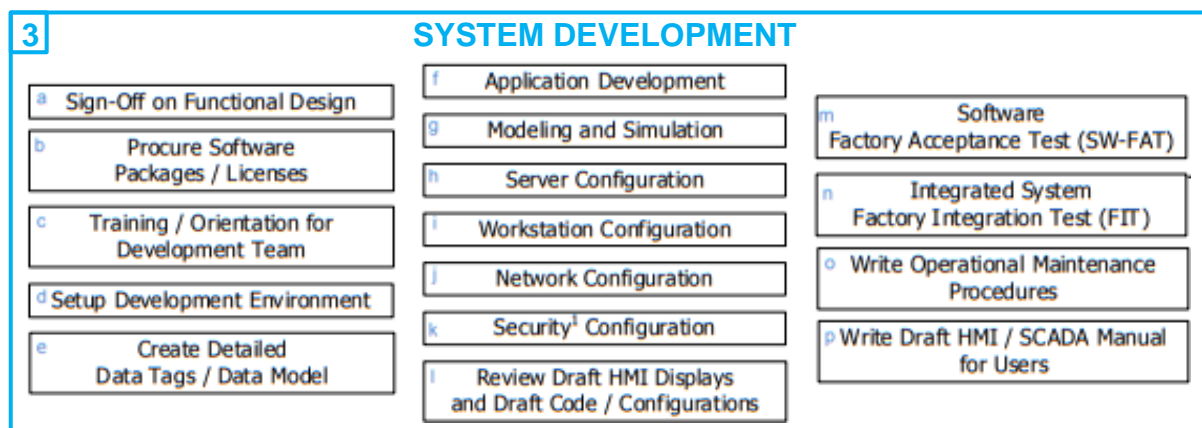 3
SYSTEM DEVELOPMENT
a Sign-Off on Functional Design
b Procure Software
Packages / Licenses
c Training / Orientation for
Development Team
d Setup Development Environment
e Create Detailed
Data Tags / Data Model
f Application Development
g Modeling and Simulation
h Server Configuration
i Workstation Configuration
j Network Configuration
k Security¹ Configuration
l Review Draft HMI Displays
and Draft Code / Configurations
m Software
Factory Acceptance Test (SW-FAT)
n Integrated System
Factory Integration Test (FIT)
o Write Operational Maintenance
Procedures
p Write Draft HMI / SCADA Manual
for Users